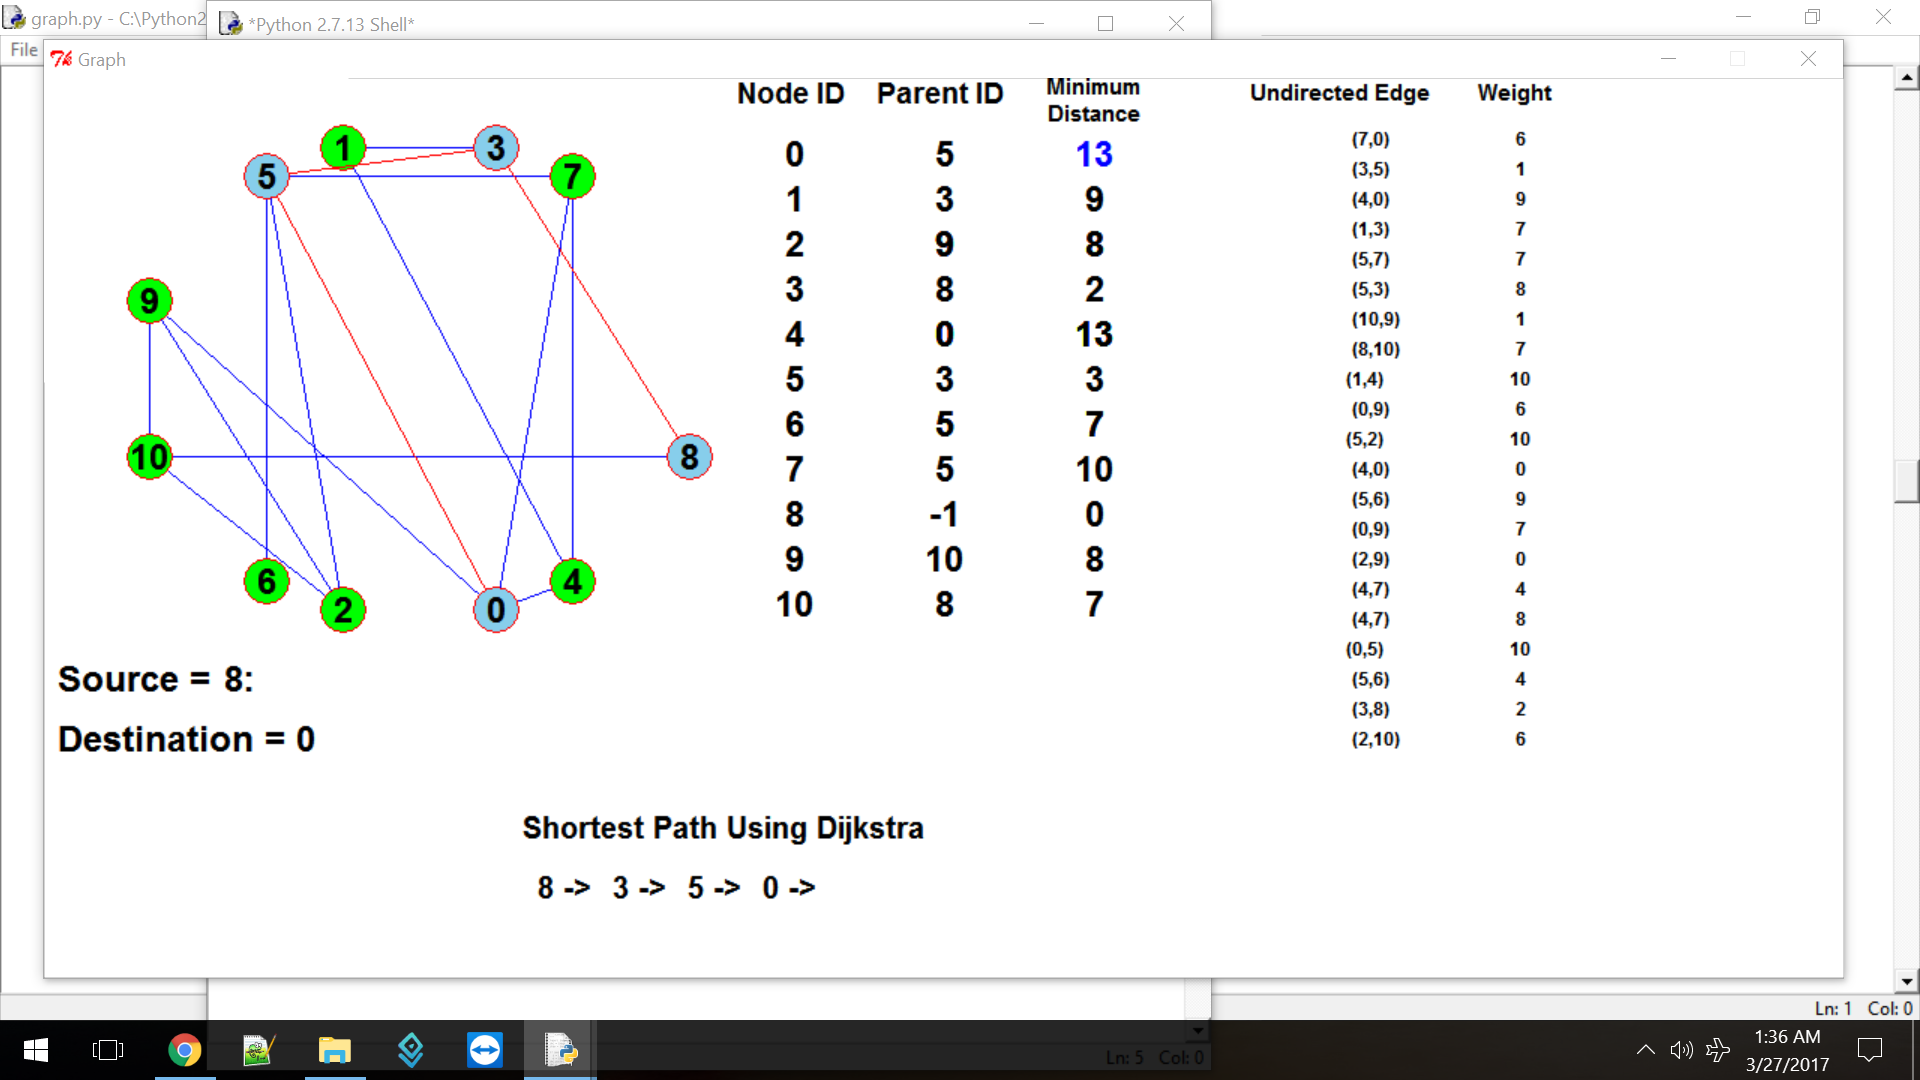 graph.py - C:\Python2
*Python 2.7.13 Shell*
File
Graph
Node ID Parent ID Minimum Distance
0 5 13
1 3 9
2 9 8
3 8 2
4 0 13
5 3 3
6 5 7
7 5 10
8 -1 0
9 10 8
10 8 7
Undirected Edge Weight
(7,0) 6
(3,5) 1
(4,0) 9
(1,3) 7
(5,7) 7
(5,3) 8
(10,9) 1
(8,10) 7
(1,4) 10
(0,9) 6
(5,2) 10
(4,0) 0
(5,6) 9
(0,9) 7
(2,9) 0
(4,7) 4
(4,7) 8
(0,5) 10
(5,6) 4
(3,8) 2
(2,10) 6
1
3
5
7
9
10
8
6
2
0
4
Source = 8:
Destination = 0
Shortest Path Using Dijkstra
8 -> 3 -> 5 -> 0 ->
Ln: 1 Col: 0
Ln: 5 Col: 0
1:36 AM
3/27/2017